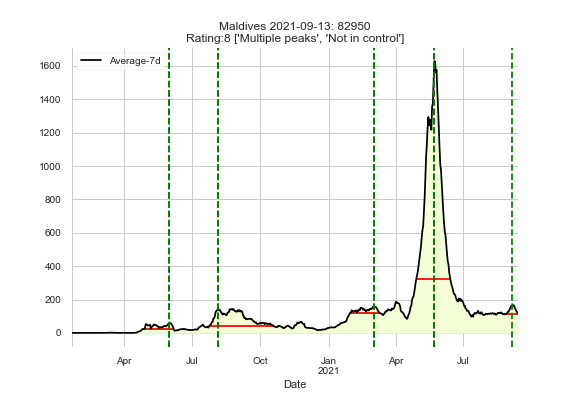 Maldives 2021-09-13: 82950
Rating:8 ['Multiple peaks', 'Not in control']
Average-7d
1600
1400
1200
1000
800
600
400
200
0
Apr
Jul
Oct
Jan
2021
Apr
Jul
Date